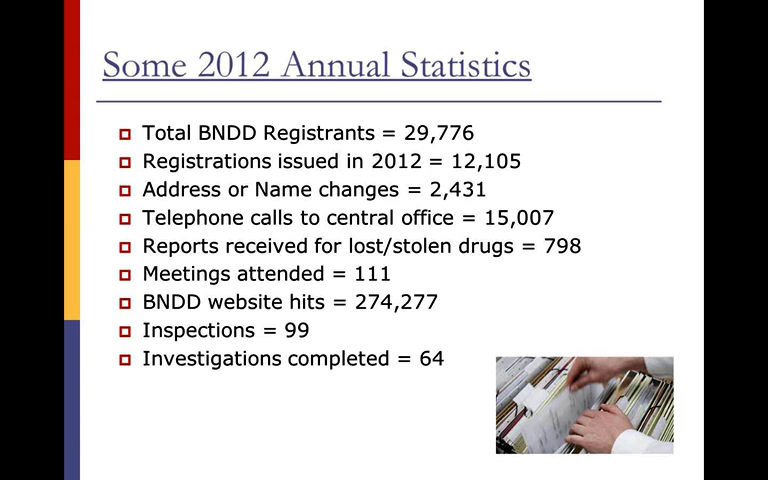 Some 2012 Annual Statistics
Total BNDD Registrants = 29,776
Registrations issued in 2012 = 12,105
Address or Name changes = 2,431
Telephone calls to central office = 15,007
Reports received for lost/stolen drugs = 798
Meetings attended = 111
BNDD website hits = 274,277
Inspections = 99
Investigations completed = 64